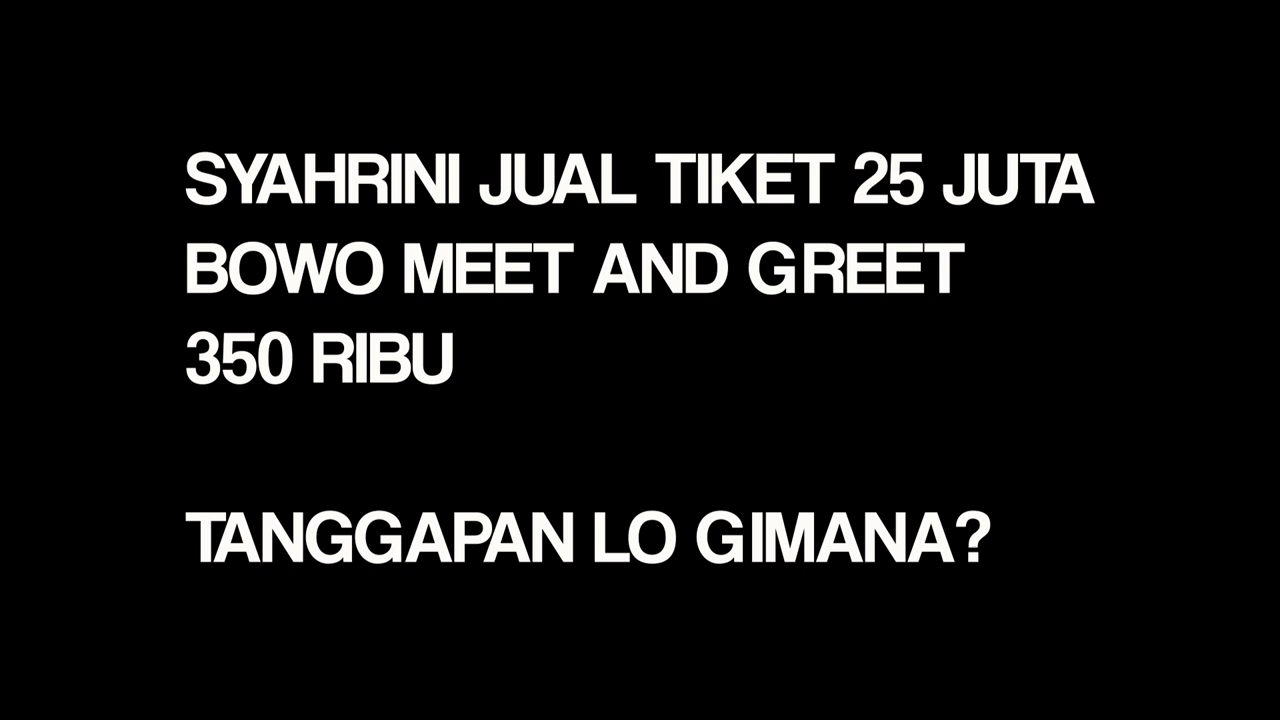 SYAHRINI JUAL TIKET 25 JUTA
BOWO MEET AND GREET
350 RIBU
TANGGAPAN LO GIMANA?